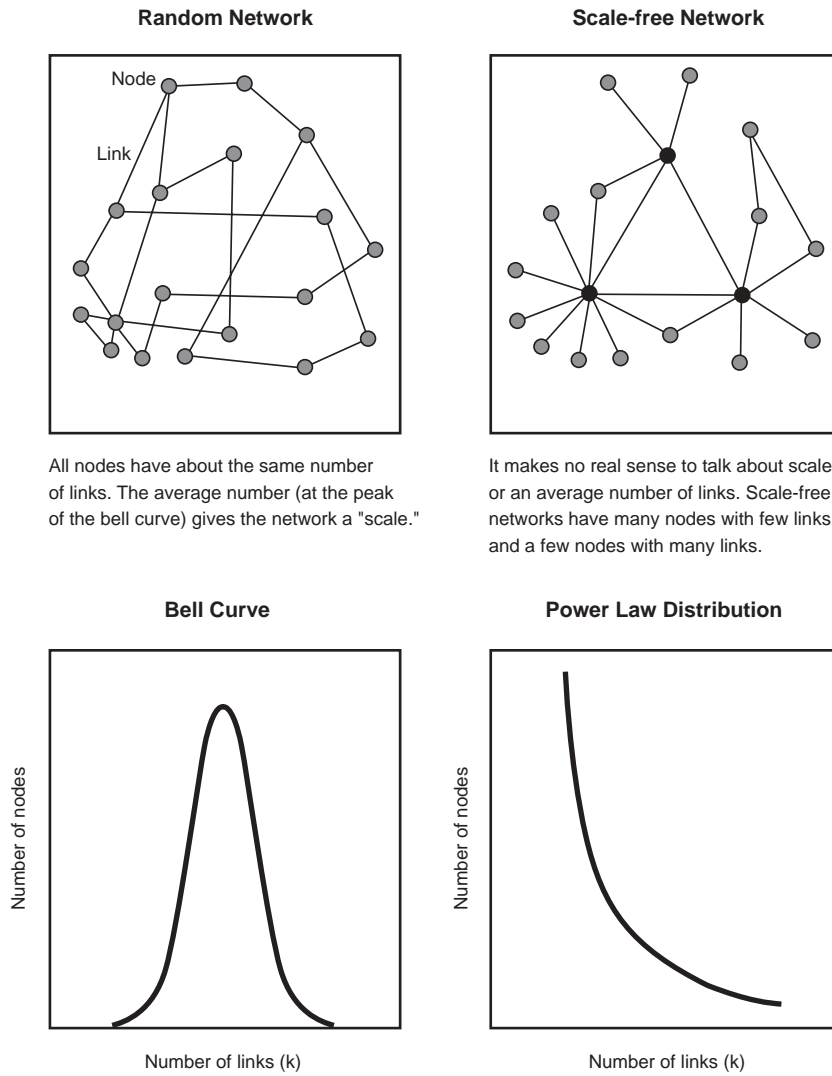 Random Network
Scale-free Network
Node
Link
All nodes have about the same number
of links. The average number (at the peak
of the bell curve) gives the network a "scale."
It makes no real sense to talk about scale
or an average number of links. Scale-free
networks have many nodes with few links
and a few nodes with many links.
Bell Curve
Power Law Distribution
Number of nodes
Number of links (k)
Number of nodes
Number of links (k)